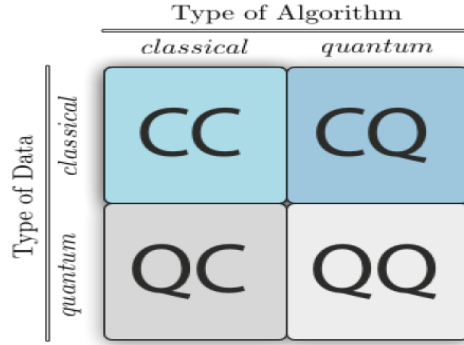 Type of Algorithm
classical quantum
Type of Data
classical
CC CQ
quantum
QC QQ